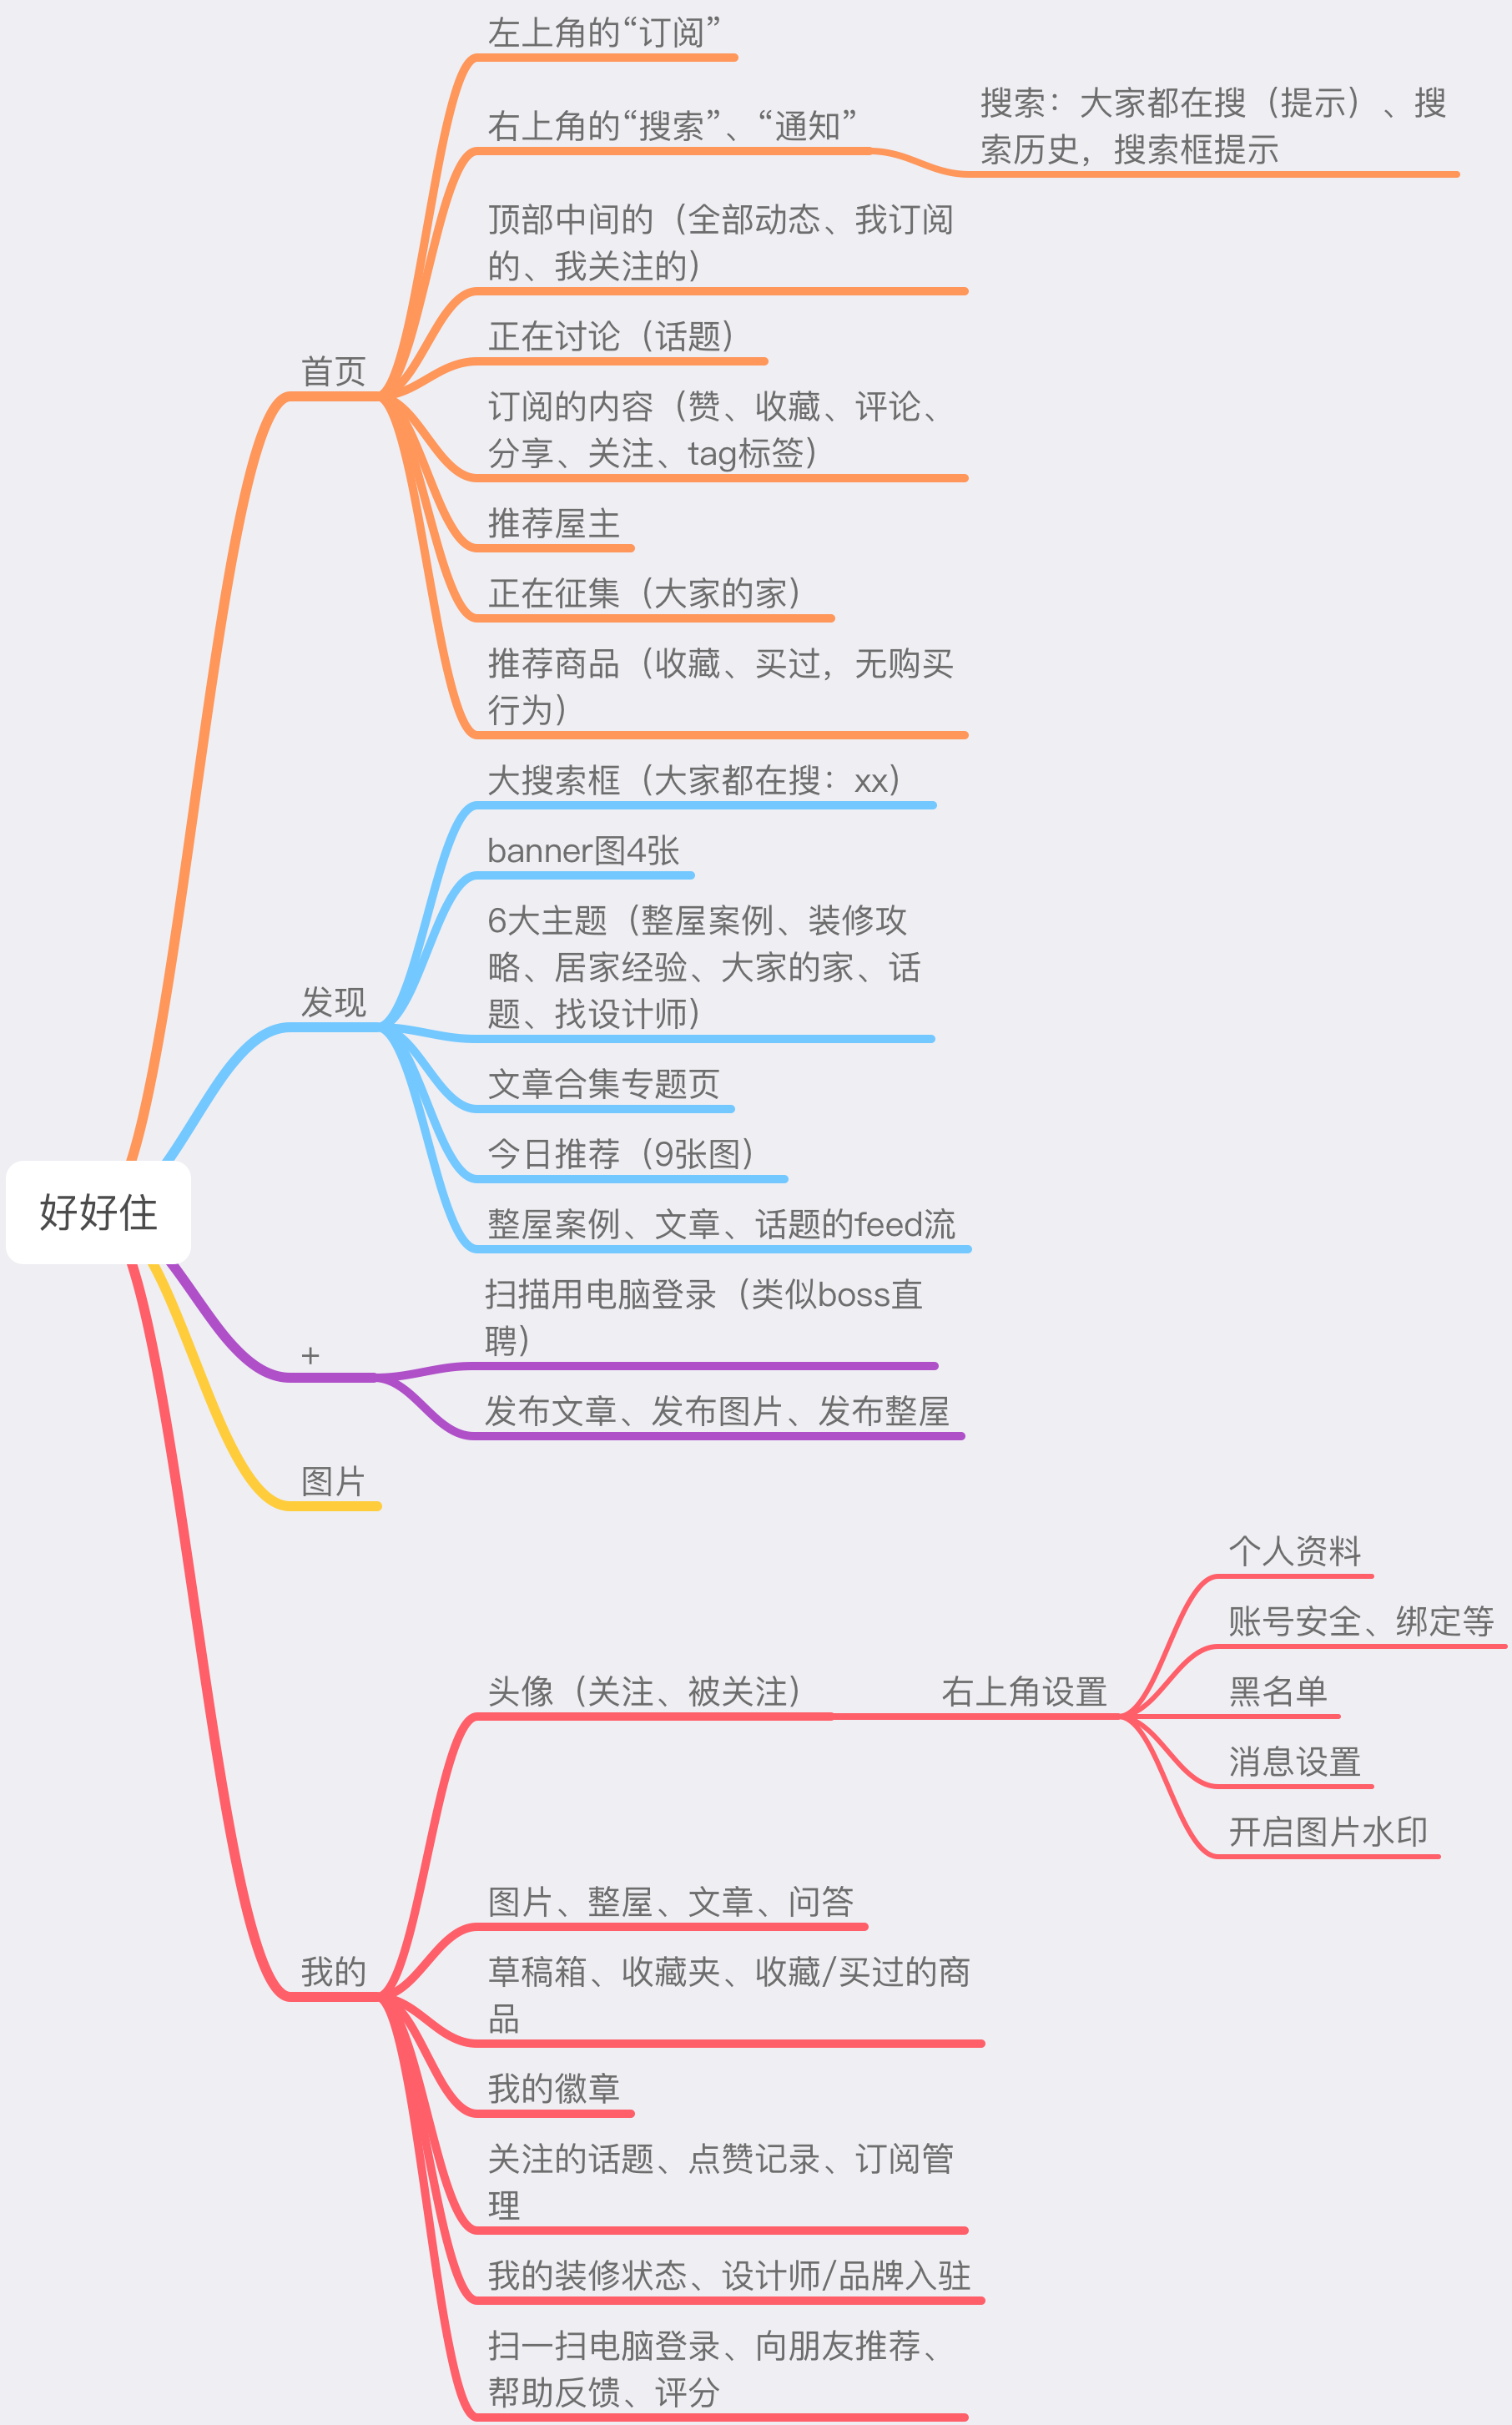 左上角的“订阅”
右上角的“搜索”、“通知”
搜索：大家都在搜（提示）、搜
索历史，搜索框提示
顶部中间的（全部动态、我订阅
的、我关注的）
正在讨论（话题）
首页
订阅的内容（赞、收藏、评论、
分享、关注、tag标签）
推荐屋主
正在征集（大家的家）
推荐商品（收藏、买过，无购买
行为）
大搜索框（大家都在搜：xx）
banner图4张
6大主题（整屋案例、装修攻
略、居家经验、大家的家、话
题、找设计师）
发现
文章合集专题页
今日推荐（9张图）
整屋案例、文章、话题的feed流
好好住
扫描用电脑登录（类似boss直
聘）
+
发布文章、发布图片、发布整屋
图片
头像（关注、被关注）
右上角设置
个人资料
账号安全、绑定等
黑名单
消息设置
开启图片水印
图片、整屋、文章、问答
我的
草稿箱、收藏夹、收藏/买过的商
品
我的徽章
关注的话题、点赞记录、订阅管
理
我的装修状态、设计师/品牌入驻
扫一扫电脑登录、向朋友推荐、
帮助反馈、评分